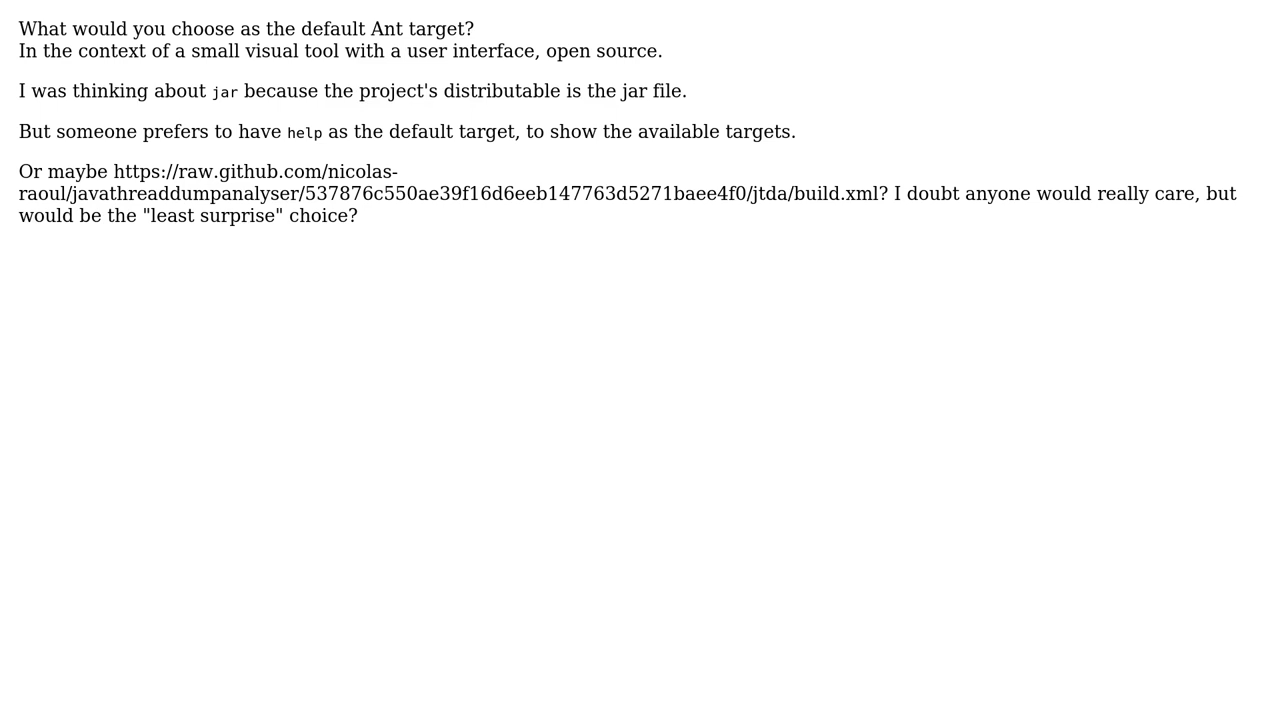 What would you choose as the default Ant target?
In the context of a small visual tool with a user interface, open source.
I was thinking about jar because the project's distributable is the jar file.
But someone prefers to have help as the default target, to show the available targets.
Or maybe https://raw.github.com/nicolas-
raoul/javathreaddumpanalyser/537876c550ae39f16d6eeb147763d5271baee4f0/jtda/build.xml? I doubt anyone would really care, but
would be the "least surprise" choice?